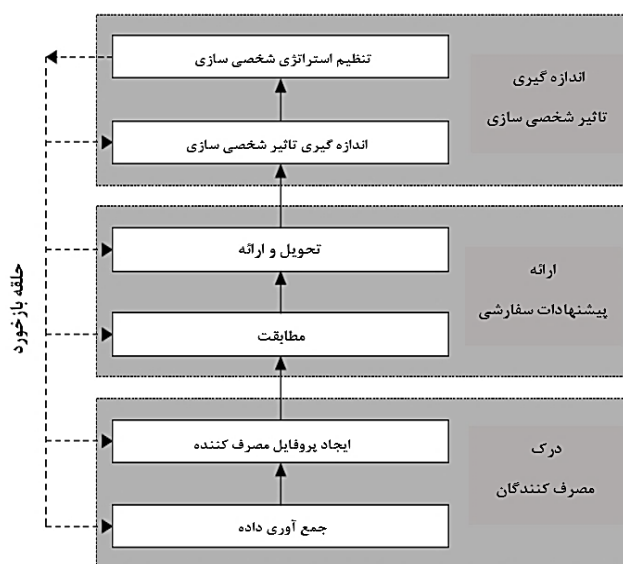 تنظیم استراتژی شخصی سازی
اندازه گیری تاثیر شخصی سازی
اندازه گیری
تاثیر شخصی سازی
تحویل و ارائه
مطابقت
ارائه
پیشنهادات سفارشی
ایجاد پروفایل مصرف کننده
جمع آوری داده
درک
مصرف کنندگان
حلقه بازخورد